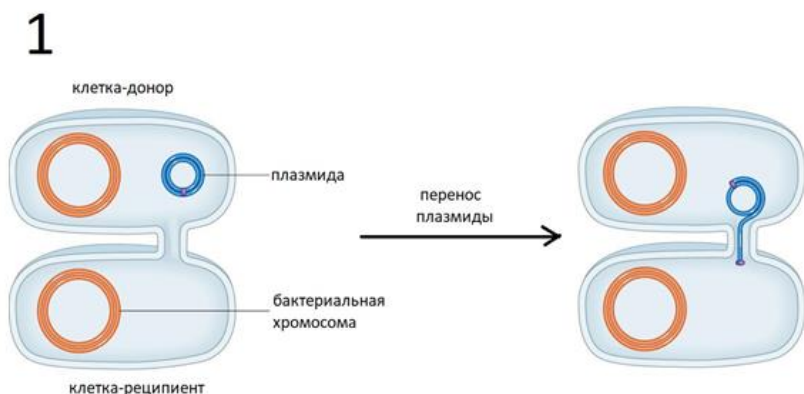 1
клетка-донор
плазмида
перенос
плазмиды
бактериальная
хромосома
клетка-реципиент